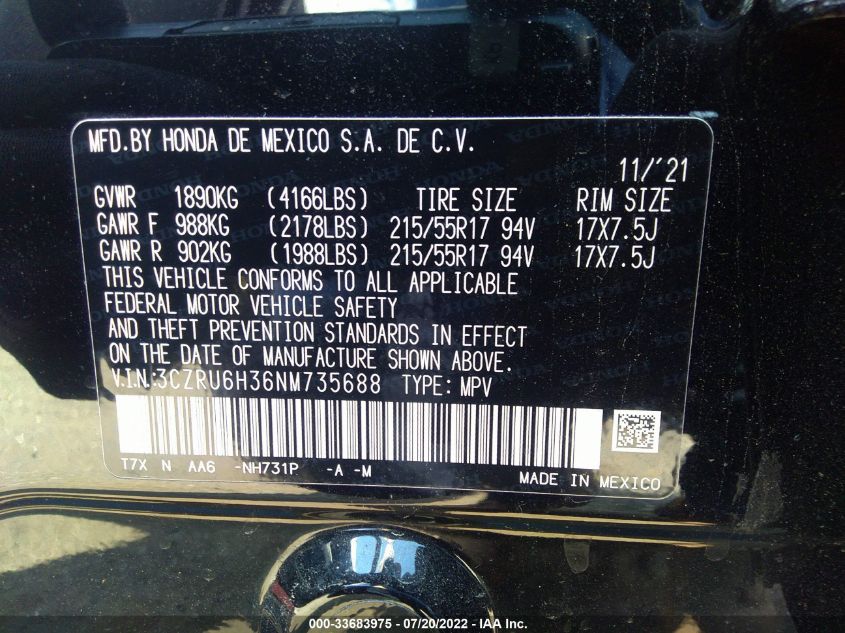 MFD.BY HONDA DE MEXICO S.A. DE C.V.
11/'21
GVWR 1890KG (4166LBS) TIRE SIZE RIM SIZE
GAWR F 988KG (2178LBS) 215/55R17 94V 17X7.5J
GAWR R 902KG (1988LBS) 215/55R17 94V 17X7.5J
THIS VEHICLE CONFORMS TO ALL APPLICABLE
FEDERAL MOTOR VEHICLE SAFETY
AND THEFT PREVENTION STANDARDS IN EFFECT
ON THE DATE OF MANUFACTURE SHOWN ABOVE.
V.I.N.:3CZRU6H36NM735688 TYPE: MPV
T7X N AA6 -NH731P -A -M
MADE IN MEXICO
000-33683975 - 07/20/2022 - IAA Inc.